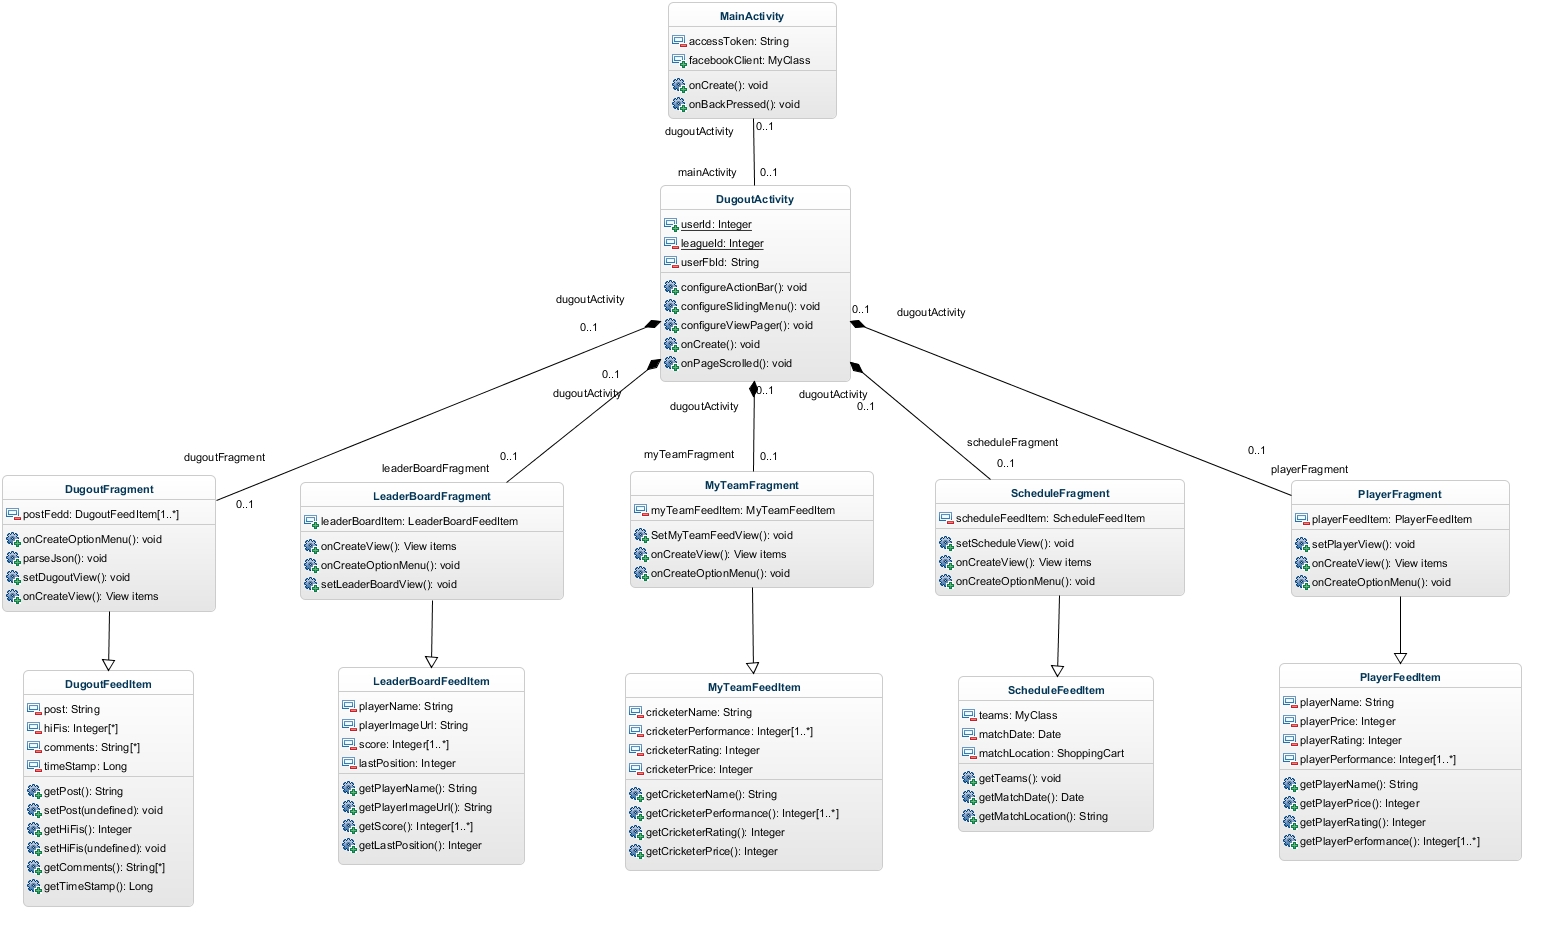 MainActivity
accessToken: String
facebookClient: MyClass
onCreate(): void
onBackPressed(): void
dugoutActivity
0..1
mainActivity
0..1
DugoutActivity
userId: Integer
leagueId: Integer
userFbId: String
configureActionBar(): void
configureSlidingMenu(): void
configureViewPager(): void
onCreate(): void
onPageScrolled(): void
dugoutActivity
0..1
0..1
dugoutActivity
0..1
dugoutActivity
dugoutActivity
0..1
0..1
dugoutActivity
dugoutFragment
0..1
leaderBoardFragment
0..1
myTeamFragment
0..1
scheduleFragment
0..1
0..1
playerFragment
DugoutFragment
postFedd: DugoutFeedItem[1..*]
onCreateOptionMenu(): void
parseJson(): void
setDugoutView(): void
onCreateView(): View items
LeaderBoardFragment
leaderBoardItem: LeaderBoardFeedItem
onCreateView(): View items
onCreateOptionMenu(): void
setLeaderBoardView(): void
MyTeamFragment
myTeamFeedItem: MyTeamFeedItem
SetMyTeamFeedView(): void
onCreateView(): View items
onCreateOptionMenu(): void
ScheduleFragment
scheduleFeedItem: ScheduleFeedItem
setScheduleView(): void
onCreateView(): View items
onCreateOptionMenu(): void
PlayerFragment
playerFeedItem: PlayerFeedItem
setPlayerView(): void
onCreateView(): View items
onCreateOptionMenu(): void
DugoutFeedItem
post: String
hiFis: Integer[*]
comments: String[*]
timeStamp: Long
getPost(): String
setPost(undefined): void
getHiFis(): Integer
setHiFis(undefined): void
getComments(): String[*]
getTimeStamp(): Long
LeaderBoardFeedItem
playerName: String
playerImageUrl: String
score: Integer[1..*]
lastPosition: Integer
getPlayerName(): String
getPlayerImageUrl(): String
getScore(): Integer[1..*]
getLastPosition(): Integer
MyTeamFeedItem
cricketerName: String
cricketerPerformance: Integer[1..*]
cricketerRating: Integer
cricketerPrice: Integer
getCricketerName(): String
getCricketerPerformance(): Integer[1..*]
getCricketerRating(): Integer
getCricketerPrice(): Integer
ScheduleFeedItem
teams: MyClass
matchDate: Date
matchLocation: ShoppingCart
getTeams(): void
getMatchDate(): Date
getMatchLocation(): String
PlayerFeedItem
playerName: String
playerPrice: Integer
playerRating: Integer
playerPerformance: Integer[1..*]
getPlayerName(): String
getPlayerPrice(): Integer
getPlayerRating(): Integer
getPlayerPerformance(): Integer[1..*]